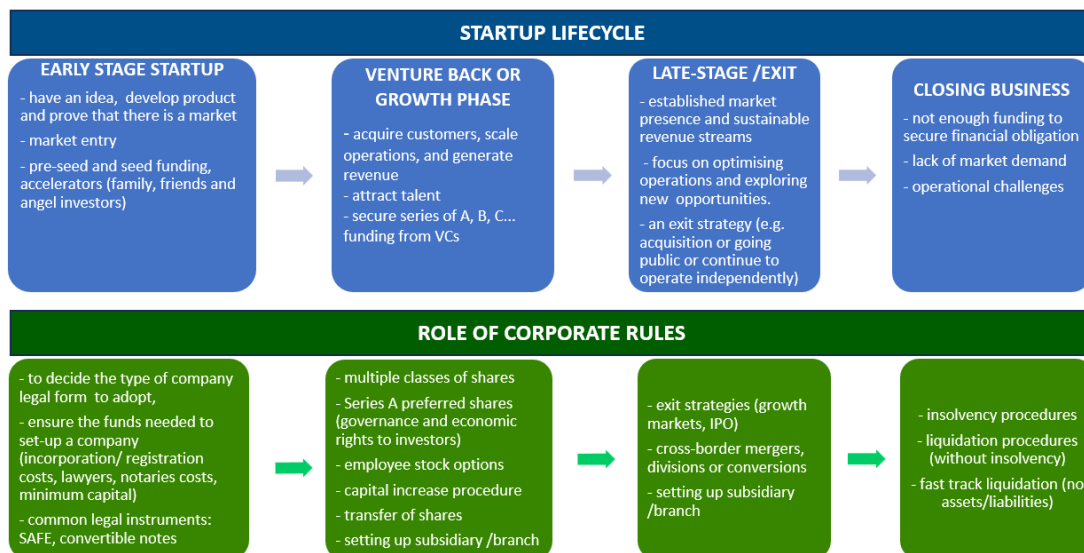 STARTUP LIFECYCLE
EARLY STAGE STARTUP
- have an idea, develop product
and prove that there is a market
- market entry
- pre-seed and seed funding,
accelerators (family, friends and
angel investors)
VENTURE BACK OR
GROWTH PHASE
- acquire customers, scale
operations, and generate
revenue
- attract talent
- secure series of A, B, C...
funding from VCs
LATE-STAGE /EXIT
- established market
presence and sustainable
revenue streams
- focus on optimising
operations and exploring
new opportunities.
- an exit strategy (e.g.
acquisition or going
public or continue to
operate independently)
CLOSING BUSINESS
- not enough funding to
secure financial obligation
- lack of market demand
- operational challenges
ROLE OF CORPORATE RULES
- to decide the type of company
legal form to adopt,
- ensure the funds needed to
set-up a company
(incorporation/ registration
costs, lawyers, notaries costs,
minimum capital)
- common legal instruments:
SAFE, convertible notes
- multiple classes of shares
- Series A preferred shares
(governance and economic
rights to investors)
- employee stock options
- capital increase procedure
- transfer of shares
- setting up subsidiary /branch
- exit strategies (growth
markets, IPO)
- cross-border mergers,
divisions or conversions
- setting up subsidiary
/branch
- insolvency procedures
- liquidation procedures
(without insolvency)
- fast track liquidation (no
assets/liabilities)